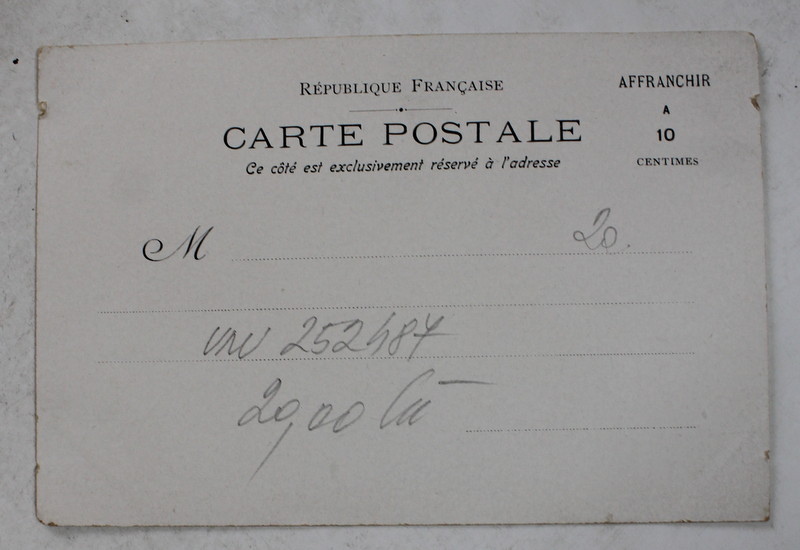 RÉPUBLIQUE FRANÇAISE
CARTE POSTALE
Ce côté est exclusivement réservé à l'adresse
AFFRANCHIR
A
10
CENTIMES
M
20.
252487
20,00